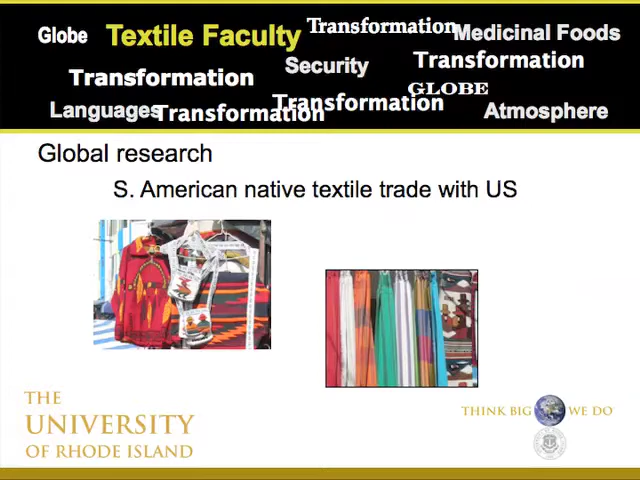 Globe
Textile Faculty
Transformation
Medicinal Foods
Transformation
Security
Transformation
GLOBE
Languages
Transformation
Transformation
Atmosphere
Global research
S. American native textile trade with US
THE
UNIVERSITY
OF RHODE ISLAND
THINK BIG WE DO